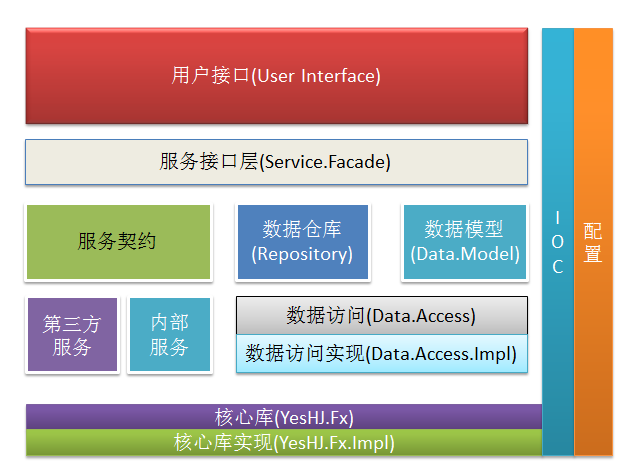 用户接口(User Interface)
服务接口层(Service.Facade)
服务契约
数据仓库
(Repository)
数据模型
(Data.Model)
第三方
服务
内部
服务
数据访问(Data.Access)
数据访问实现(Data.Access.Impl)
核心库(YesHJ.Fx)
核心库实现(YesHJ.Fx.Impl)
IOC
配置